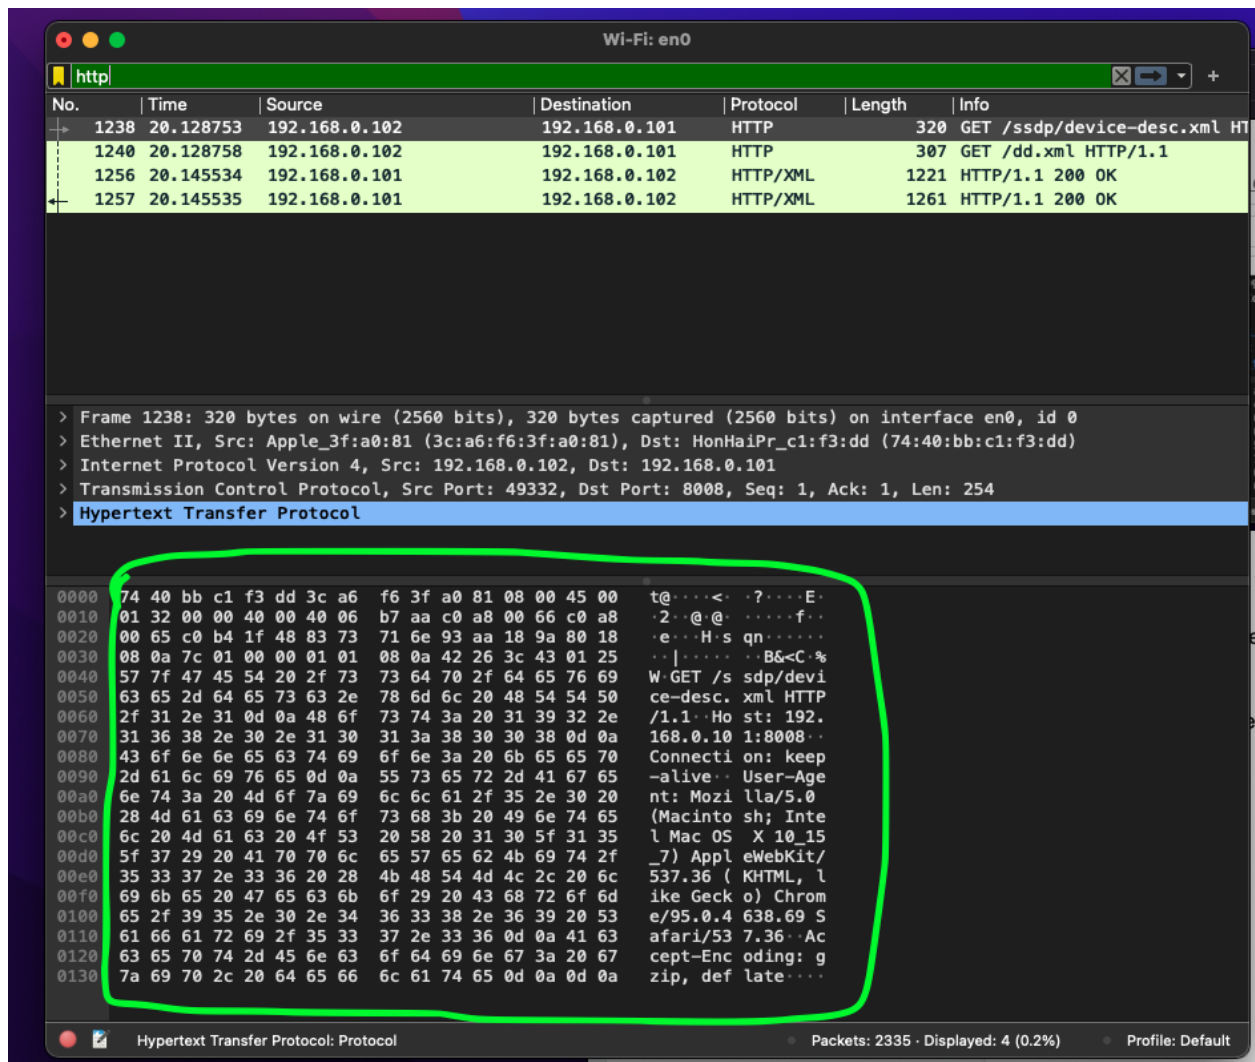 Wi-Fi: en0
http
No. Time Source Destination Protocol Length Info
1238 20.128753 192.168.0.102 192.168.0.101 HTTP 320 GET /ssdp/device-desc.xml HT
1240 20.128758 192.168.0.102 192.168.0.101 HTTP 307 GET /dd.xml HTTP/1.1
1256 20.145534 192.168.0.101 192.168.0.102 HTTP/XML 1221 HTTP/1.1 200 OK
1257 20.145535 192.168.0.101 192.168.0.102 HTTP/XML 1261 HTTP/1.1 200 OK
> Frame 1238: 320 bytes on wire (2560 bits), 320 bytes captured (2560 bits) on interface en0, id 0
> Ethernet II, Src: Apple_3f:a0:81 (3c:a6:f6:3f:a0:81), Dst: HonHaiPr_c1:f3:dd (74:40:bb:c1:f3:dd)
> Internet Protocol Version 4, Src: 192.168.0.102, Dst: 192.168.0.101
> Transmission Control Protocol, Src Port: 49332, Dst Port: 8008, Seq: 1, Ack: 1, Len: 254
> Hypertext Transfer Protocol
0000 74 40 bb c1 f3 dd 3c a6 f6 3f a0 81 08 00 45 00 t@····<· ·?····E·
0010 01 32 00 00 40 00 40 06 b7 aa c0 a8 00 66 c0 a8 ·2··@·@· ·····f··
0020 00 65 c0 b4 1f 48 83 73 71 6e 93 aa 18 9a 80 18 ·e···H·s qn······
0030 08 0a 7c 01 00 00 01 01 08 0a 42 26 3c 43 01 25 ··|····· ··B&<C·%
0040 57 7f 47 45 54 20 2f 73 73 64 70 2f 64 65 76 69 W·GET /s sdp/devi
0050 63 65 2d 64 65 73 63 2e 78 6d 6c 20 48 54 54 50 ce-desc. xml HTTP
0060 2f 31 2e 31 0d 0a 48 6f 73 74 3a 20 31 39 32 2e /1.1··Ho st: 192.
0070 31 36 38 2e 30 2e 31 30 31 3a 38 30 30 38 0d 0a 168.0.10 1:8008··
0080 43 6f 6e 6e 65 63 74 69 6f 6e 3a 20 6b 65 65 70 Connecti on: keep
0090 2d 61 6c 69 76 65 0d 0a 55 73 65 72 2d 41 67 65 -alive·· User-Age
00a0 6e 74 3a 20 4d 6f 7a 69 6c 6c 61 2f 35 2e 30 20 nt: Mozi lla/5.0
00b0 28 4d 61 63 69 6e 74 6f 73 68 3b 20 49 6e 74 65 (Macinto sh; Inte
00c0 6c 20 4d 61 63 20 4f 53 20 58 20 31 30 5f 31 35 l Mac OS X 10_15
00d0 5f 37 29 20 41 70 70 6c 65 57 65 62 4b 69 74 2f _7) Appl eWebKit/
00e0 35 33 37 2e 33 36 20 28 4b 48 54 4d 4c 2c 20 6c 537.36 ( KHTML, l
00f0 69 6b 65 20 47 65 63 6b 6f 29 20 43 68 72 6f 6d ike Geck o) Chrom
0100 65 2f 39 35 2e 30 2e 34 36 33 38 2e 36 39 20 53 e/95.0.4 638.69 S
0110 61 66 61 72 69 2f 35 33 37 2e 33 36 0d 0a 41 63 afari/53 7.36··Ac
0120 63 65 70 74 2d 45 6e 63 6f 64 69 6e 67 3a 20 67 cept-Enc oding: g
0130 7a 69 70 2c 20 64 65 66 6c 61 74 65 0d 0a 0d 0a zip, def late····
Hypertext Transfer Protocol: Protocol Packets: 2335 · Displayed: 4 (0.2%) Profile: Default